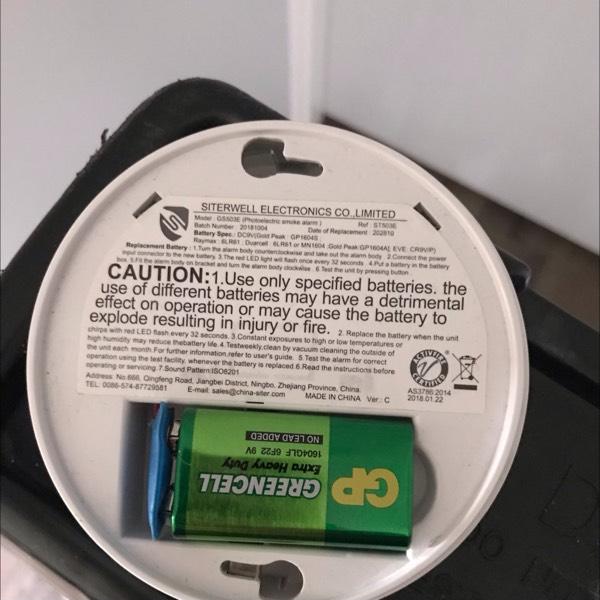 SITERWELL ELECTRONICS CO.,LIMITED
Model : GS503E (Photoelectric smoke alarm ) Ref : ST503E
Batch Number : 20181004 Date of Replacement : 202810
Battery Spec.: DC9V(Gold Peak : GP1604S
Raymax : 6LR61 ; Duarcell : 6LR61 or MN1604 ,Gold Peak:GP1604A| EVE: CR9V/P)
Replacement Battery : 1.Turn the alarm body counterclockwise and take out the alarm body 2.Connect the power
input connector to the new battery 3.The red LED light will flash once every 32 seconds 4.Put a battery in the battery
box 5.Fit the alarm body on bracket and turn the alarm body clockwise 6.Test the unit by pressing button
CAUTION:1.Use only specified batteries. the
use of different batteries may have a detrimental
effect on operation or may cause the battery to
explode resulting in injury or fire. 2. Replace the battery when the unit
chirps with red LED flash every 32 seconds 3.Constant exposures to high or low temperatures or
high humidity may reduce thebattery life 4.Testweekly,clean by vacuum cleaning the outside of
the unit each month.For further information,refer to user's guide. 5.Test the alarm for correct
operation using the test facility, whenever the battery is replaced.6.Read the instructions before
operating or servicing.7.Sound Pattern:ISO8201
Address: No.666, Qingfeng Road, Jiangbei District, Ningbo, Zhejiang Province, China.
TEL: 0086-574-87729581 E-mail: sales@china-siter.com MADE IN CHINA Ver.: C
ACTIVFIRE
V
CERTIFIED
AS3786:2014
2018.01.22
GP
GREENCELL
Extra Heavy Duty
1604GLF 6F22 9V
NO LEAD ADDED